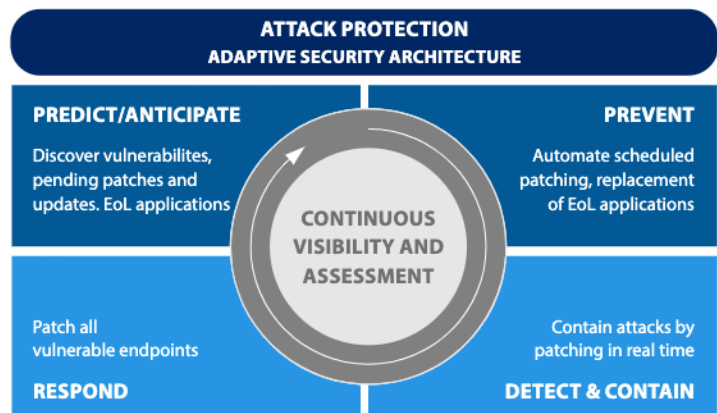 ATTACK PROTECTION
ADAPTIVE SECURITY ARCHITECTURE
PREDICT/ANTICIPATE
Discover vulnerabilites,
pending patches and
updates. EoL applications
PREVENT
Automate scheduled
patching, replacement
of EoL applications
CONTINUOUS
VISIBILITY AND
ASSESSMENT
Patch all
vulnerable endpoints
RESPOND
Contain attacks by
patching in real time
DETECT & CONTAIN